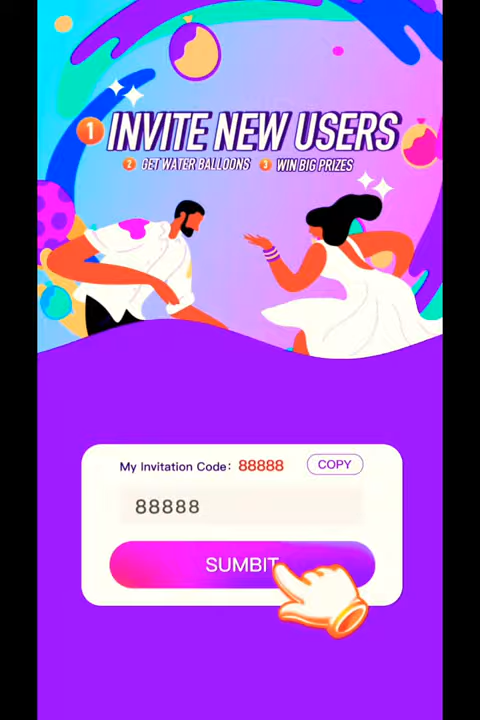 1 INVITE NEW USERS
2 GET WATER BALLOONS 3 WIN BIG PRIZES
My Invitation Code: 88888 COPY
88888
SUMBIT